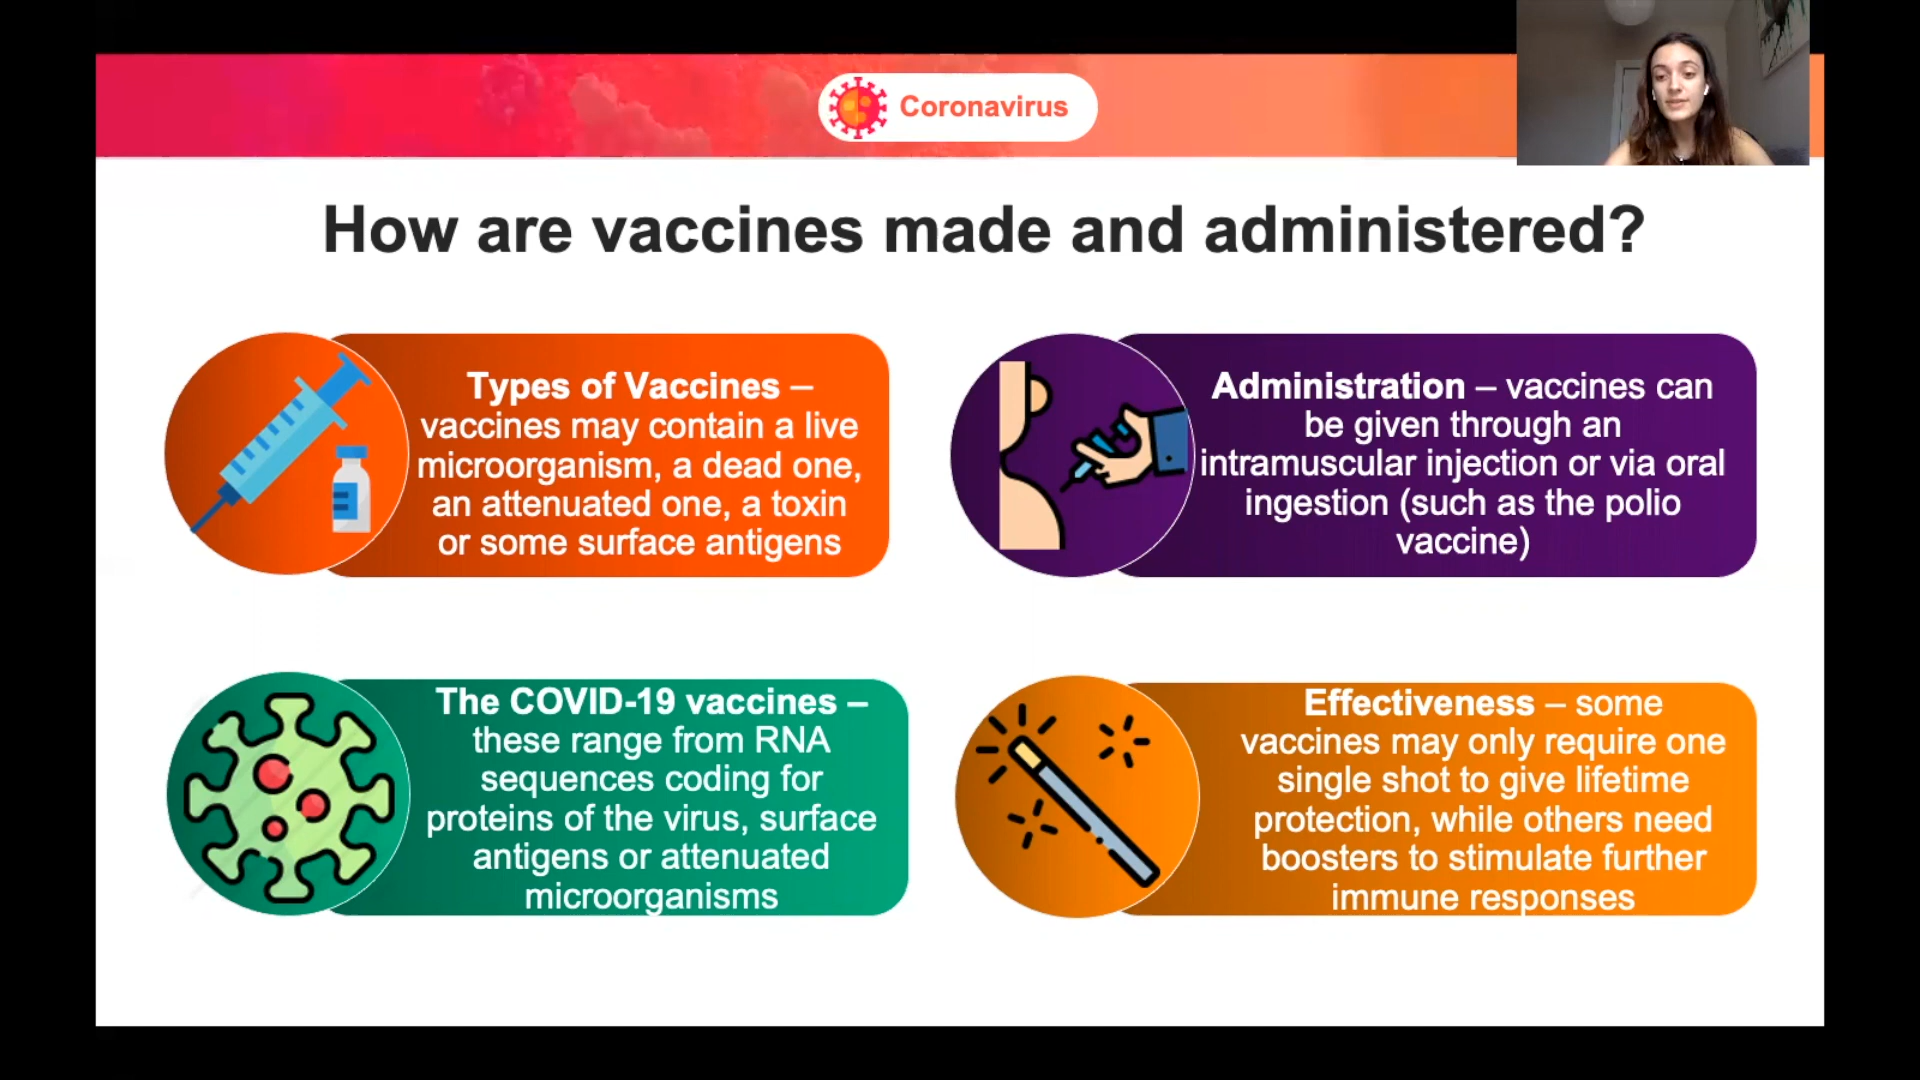 Coronavirus
How are vaccines made and administered?
Types of Vaccines –
vaccines may contain a live
microorganism, a dead one,
an attenuated one, a toxin
or some surface antigens
Administration – vaccines can
be given through an
intramuscular injection or via oral
ingestion (such as the polio
vaccine)
The COVID-19 vaccines –
these range from RNA
sequences coding for
proteins of the virus, surface
antigens or attenuated
microorganisms
Effectiveness – some
vaccines may only require one
single shot to give lifetime
protection, while others need
boosters to stimulate further
immune responses